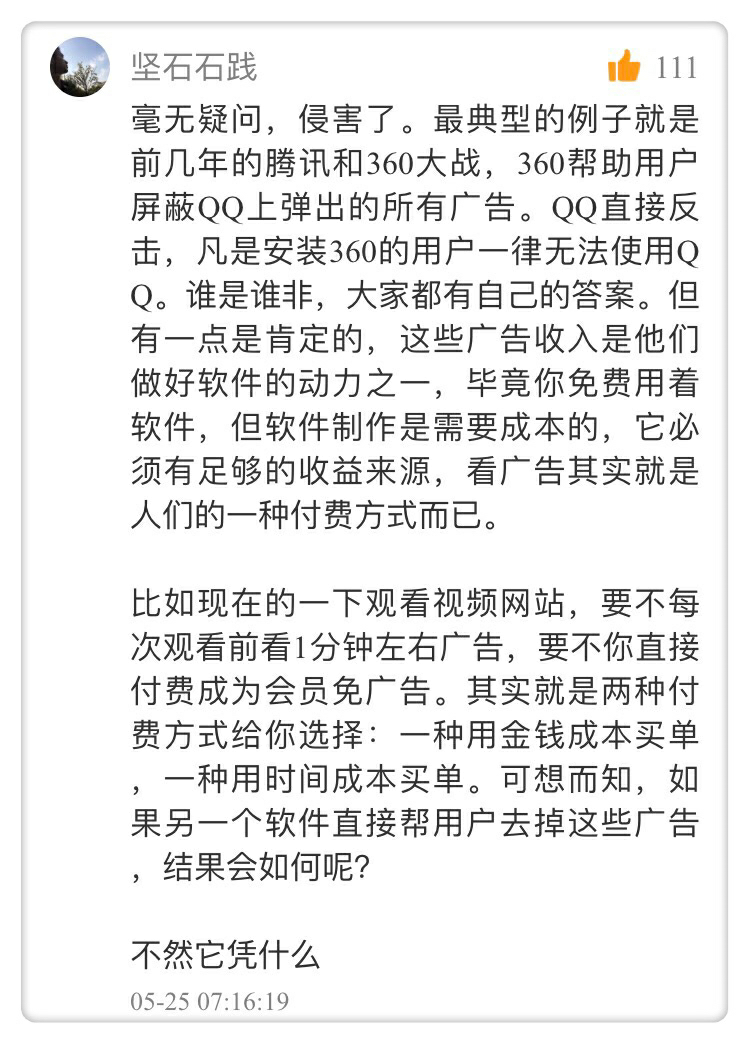 坚石石践
111
毫无疑问，侵害了。最典型的例子就是
前几年的腾讯和360大战，360帮助用户
屏蔽QQ上弹出的所有广告。QQ直接反
击，凡是安装360的用户一律无法使用Q
Q。谁是谁非，大家都有自己的答案。但
有一点是肯定的，这些广告收入是他们
做好软件的动力之一，毕竟你免费用着
软件，但软件制作是需要成本的，它必
须有足够的收益来源，看广告其实就是
人们的一种付费方式而已。
比如现在的一下观看视频网站，要不每
次观看前看1分钟左右广告，要不你直接
付费成为会员免广告。其实就是两种付
费方式给你选择：一种用金钱成本买单
，一种用时间成本买单。可想而知，如
果另一个软件直接帮用户去掉这些广告
，结果会如何呢?
不然它凭什么
05-25 07:16:19